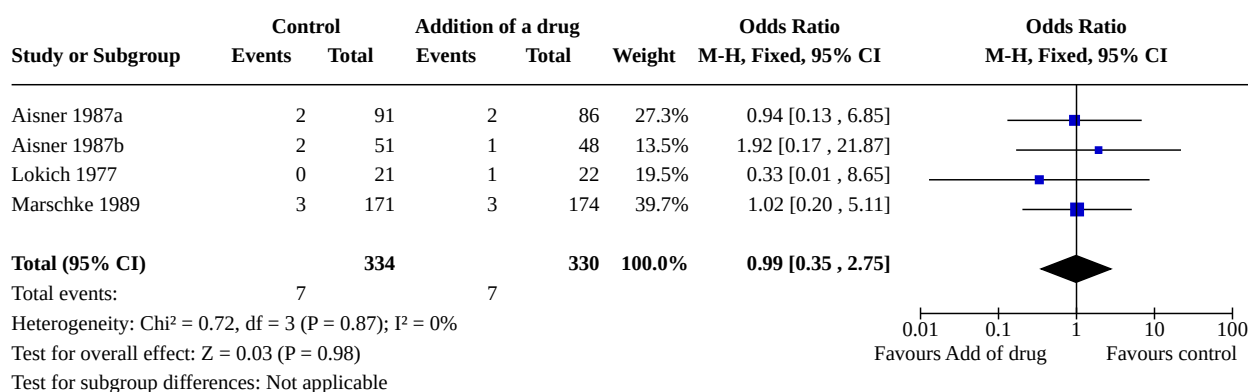 Control Addition of a drug Odds Ratio Odds Ratio
Study or Subgroup Events Total Events Total Weight M-H, Fixed, 95% CI M-H, Fixed, 95% CI
Aisner 1987a 2 91 2 86 27.3% 0.94 [0.13 , 6.85]
Aisner 1987b 2 51 1 48 13.5% 1.92 [0.17 , 21.87]
Lokich 1977 0 21 1 22 19.5% 0.33 [0.01 , 8.65]
Marschke 1989 3 171 3 174 39.7% 1.02 [0.20 , 5.11]
Total (95% CI) 334 330 100.0% 0.99 [0.35 , 2.75]
Total events: 7 7
Heterogeneity: Chi² = 0.72, df = 3 (P = 0.87); I² = 0%
0.01 0.1 1 10 100
Test for overall effect: Z = 0.03 (P = 0.98) Favours Add of drug Favours control
Test for subgroup differences: Not applicable